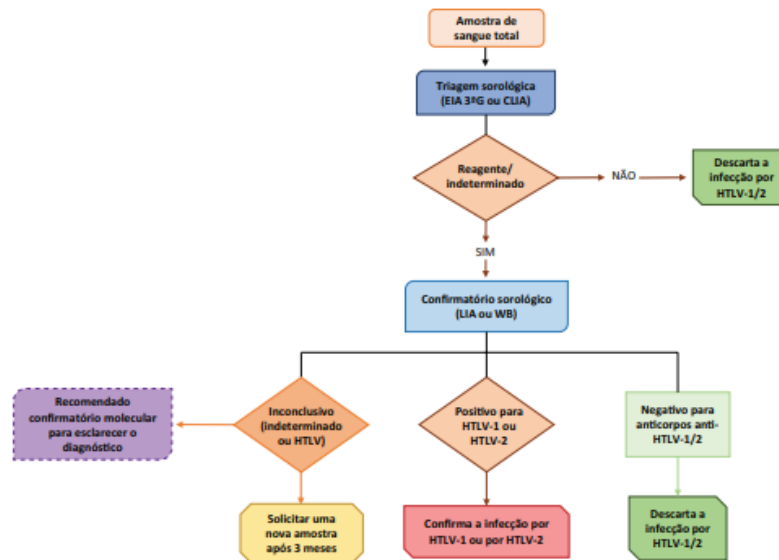 Amostra de
sangue total
Triagem sorológica
(EIA 3ªG ou CLIA)
Reagente/
indeterminado
NÃO
Descarta a
infecção por
HTLV-1/2
SIM
Confirmatório sorológico
(LIA ou WB)
Recomendado
confirmatório molecular
para esclarecer o
diagnóstico
Inconclusivo
(indeterminado
ou HTLV)
Positivo para
HTLV-1 ou
HTLV-2
Negativo para
anticorpos anti-
HTLV-1/2
Solicitar uma
nova amostra
após 3 meses
Confirma a infecção por
HTLV-1 ou por HTLV-2
Descarta a
infecção por
HTLV-1/2